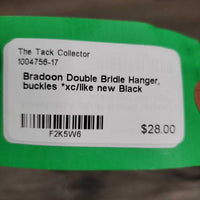 The Tack Collector
1004756-17
Bradoon Double Bridle Hanger,
buckles *xc/like new Black
F2K5W6
$28.00